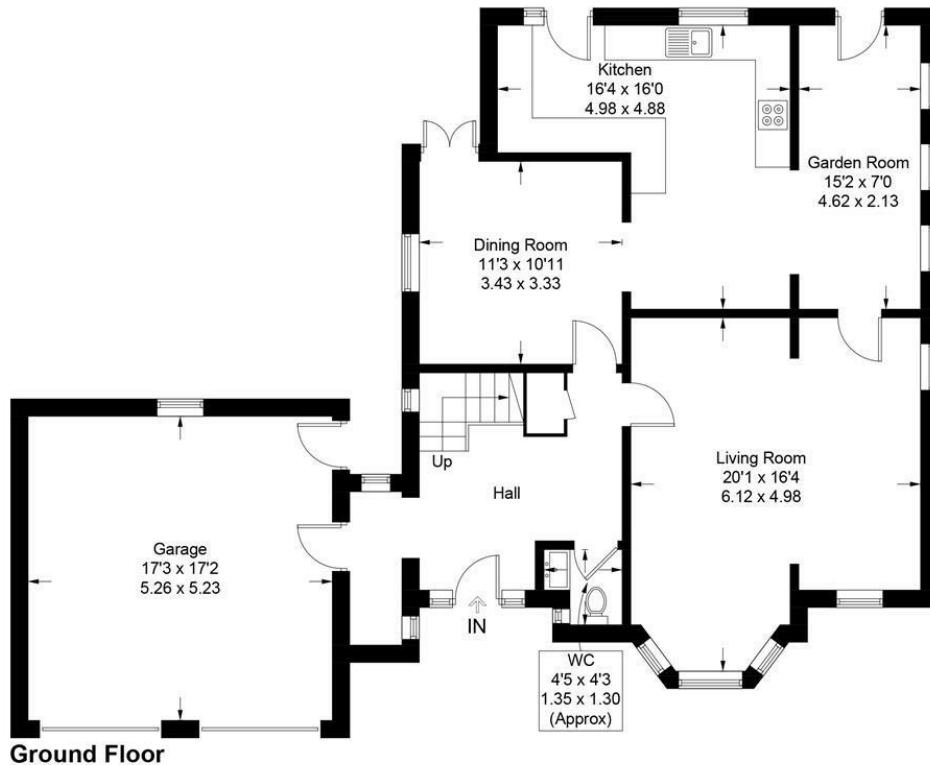 Kitchen
16'4 x 16'0
4.98 x 4.88
Garden Room
15'2 x 7'0
4.62 x 2.13
Dining Room
11'3 x 10'11
3.43 x 3.33
Up
Hall
Living Room
20'1 x 16'4
6.12 x 4.98
Garage
17'3 x 17'2
5.26 x 5.23
IN
WC
4'5 x 4'3
1.35 x 1.30
(Approx)
Ground Floor